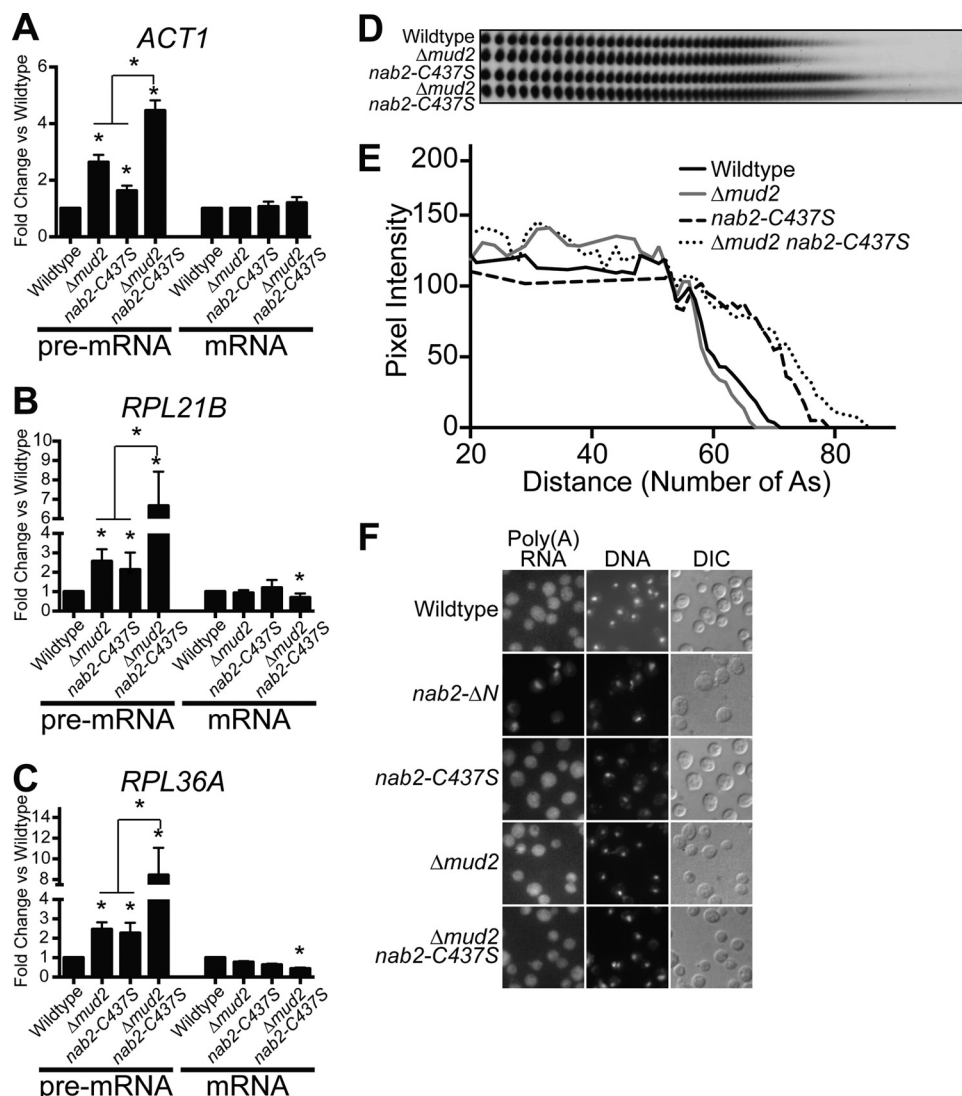 A
ACT1
Fold Change vs Wildtype
6
4
2
0
*
*
*
*
Wildtype
Δmud2
nab2-C437S
Δmud2
nab2-C437S
Wildtype
Δmud2
nab2-C437S
Δmud2
nab2-C437S
pre-mRNA
mRNA
B
RPL21B
Fold Change vs Wildtype
10
9
8
7
6
4
3
2
1
0
*
*
*
*
*
Wildtype
Δmud2
nab2-C437S
Δmud2
nab2-C437S
Wildtype
Δmud2
nab2-C437S
Δmud2
nab2-C437S
pre-mRNA
mRNA
C
RPL36A
Fold Change vs Wildtype
14
12
10
8
4
3
2
1
0
*
*
*
*
*
Wildtype
Δmud2
nab2-C437S
Δmud2
nab2-C437S
Wildtype
Δmud2
nab2-C437S
Δmud2
nab2-C437S
pre-mRNA
mRNA
D
Wildtype
Δmud2
nab2-C437S
Δmud2
nab2-C437S
E
Pixel Intensity
200
150
100
50
0
20
40
60
80
Distance (Number of As)
Wildtype
Δmud2
nab2-C437S
Δmud2 nab2-C437S
F
Poly(A)
RNA
DNA
DIC
Wildtype
nab2-ΔN
nab2-C437S
Δmud2
Δmud2
nab2-C437S